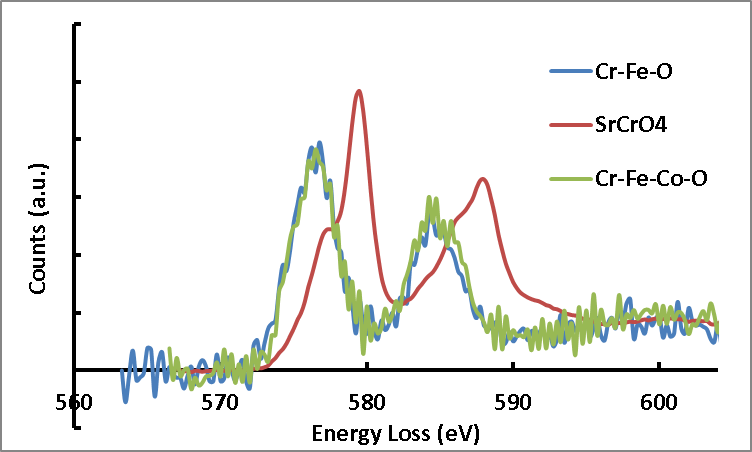 Cr-Fe-O
SrCrO4
Cr-Fe-Co-O
Counts (a.u.)
560 570 580 590 600
Energy Loss (eV)